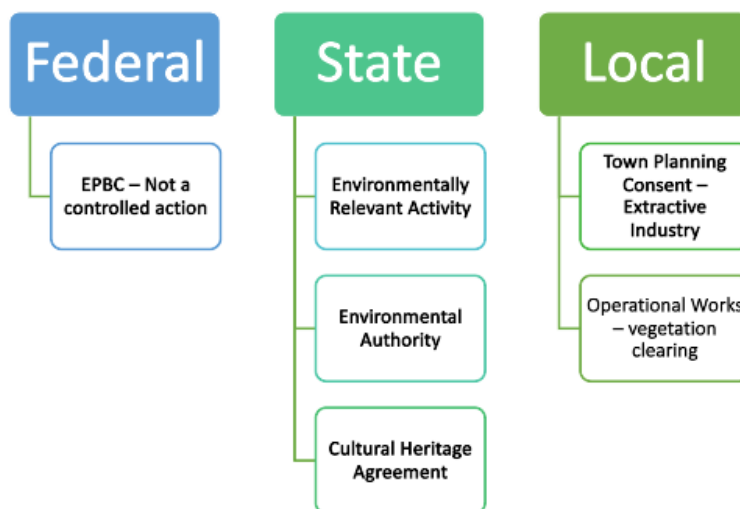 Federal
EPBC – Not a
controlled action
State
Environmentally
Relevant Activity
Environmental
Authority
Cultural Heritage
Agreement
Local
Town Planning
Consent –
Extractive
Industry
Operational Works
– vegetation
clearing